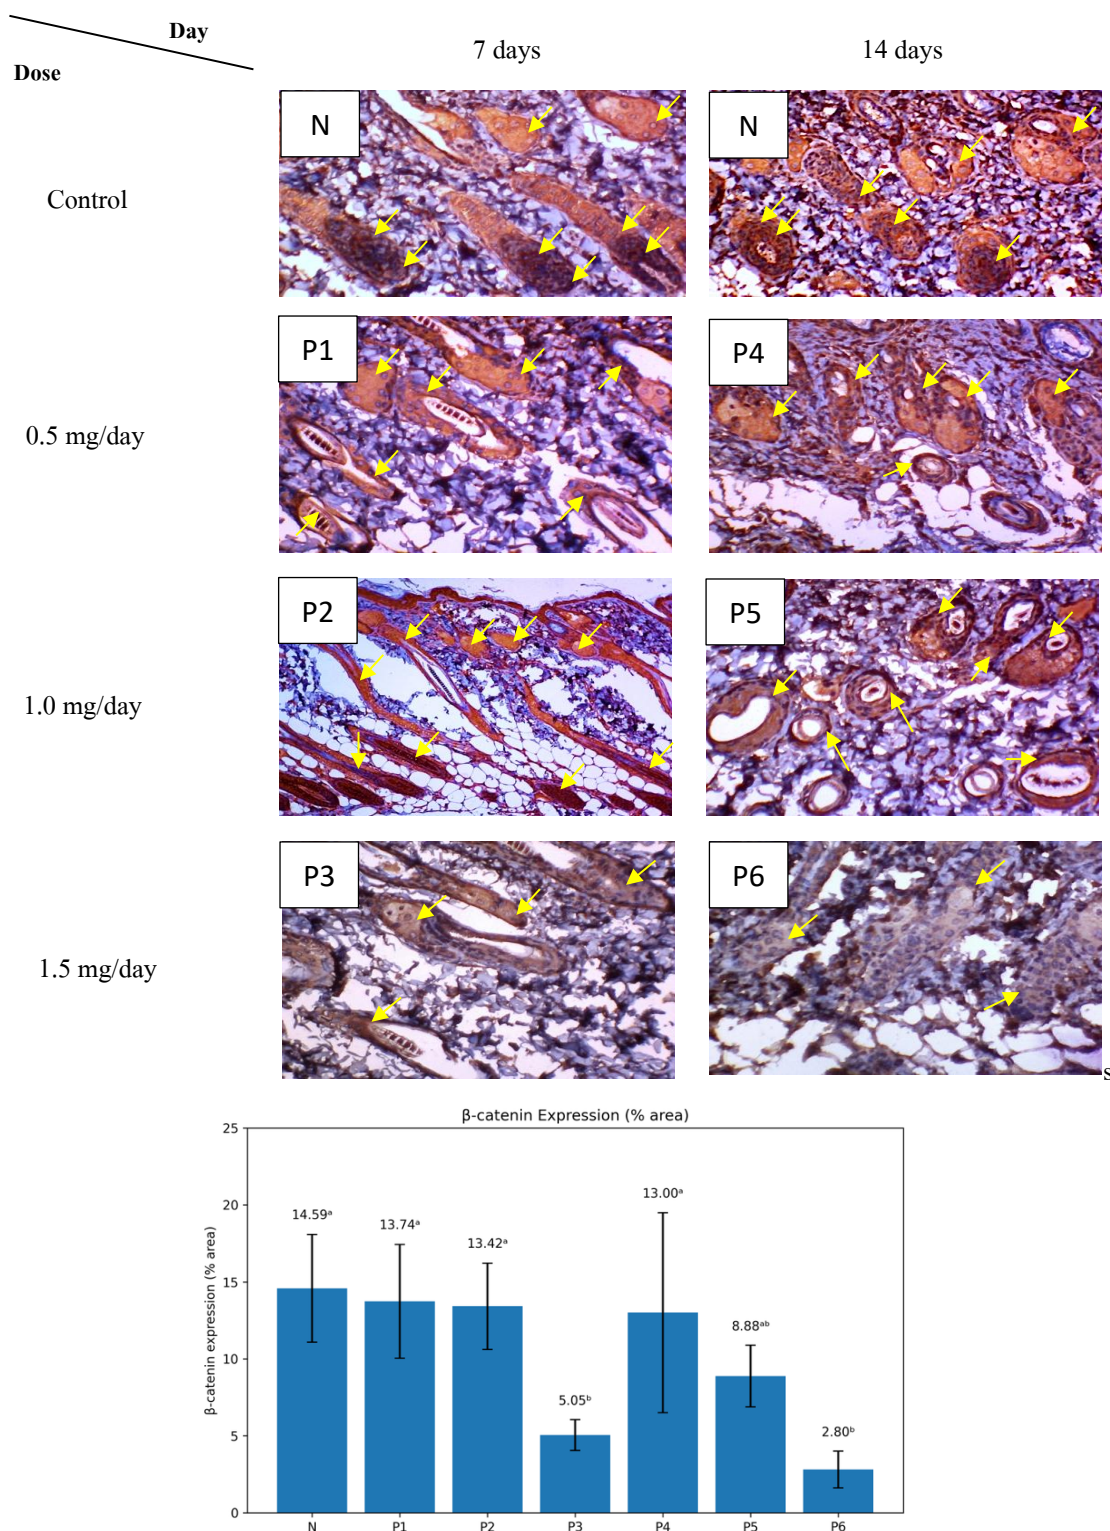 Day
Dose
7 days
14 days
Control
N
N
0.5 mg/day
P1
P4
1.0 mg/day
P2
P5
1.5 mg/day
P3
P6
s
β-catenin Expression (% area)
β-catenin expression (% area)
25
20
15
10
5
0
14.59ᵃ
13.74ᵃ
13.42ᵃ
5.05ᵇ
13.00ᵃ
8.88ᵃᵇ
2.80ᵇ
N P1 P2 P3 P4 P5 P6